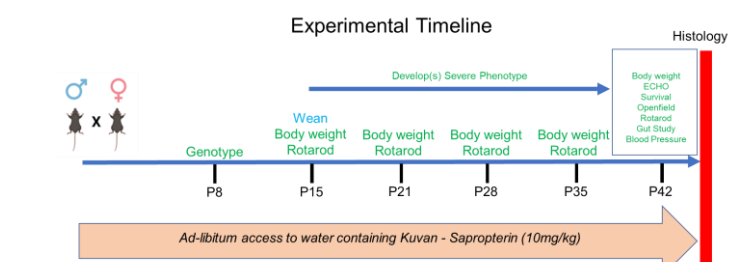 Experimental Timeline
Histology
Develop(s) Severe Phenotype
Body weight
ECHO
Survival
Openfield
Rotarod
Gut Study
Blood Pressure
x
Wean
Genotype
Body weight
Rotarod
Body weight
Rotarod
Body weight
Rotarod
Body weight
Rotarod
P8
P15
P21
P28
P35
P42
Ad-libitum access to water containing Kuvan - Sapropterin (10mg/kg)